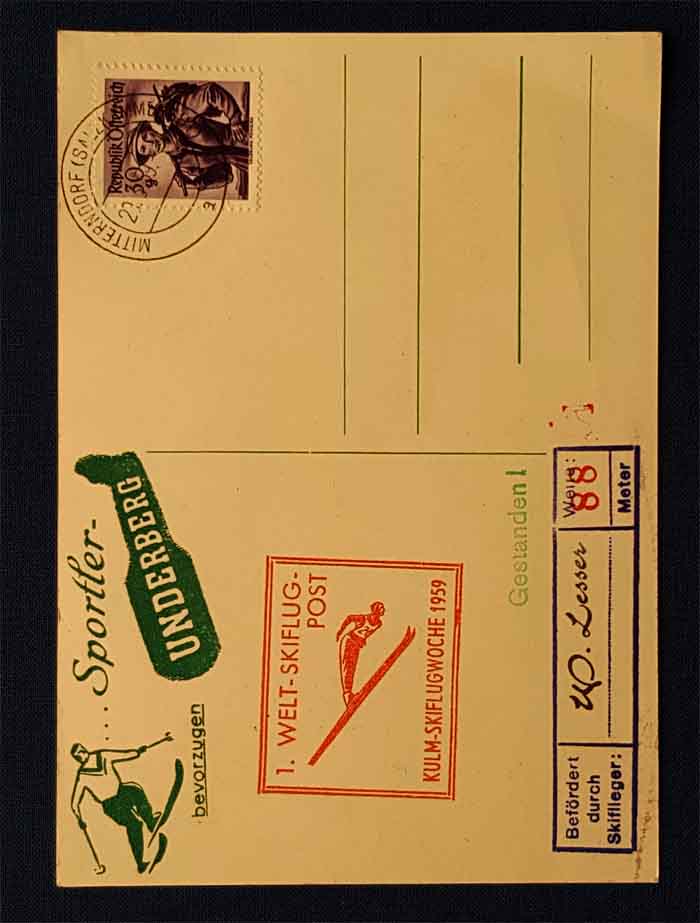 ... Sportler-
UNDERBERG
bevorzugen
Republik Österreich
30
g
MITTERNDORF
a
1. WELT-SKIFLUG-
POST
KULM-SKIFLUGWOCHE 1959
Gestanden 1
Befördert
durch
Skiflieger:
W. Lesser
Weite:
88
Meter